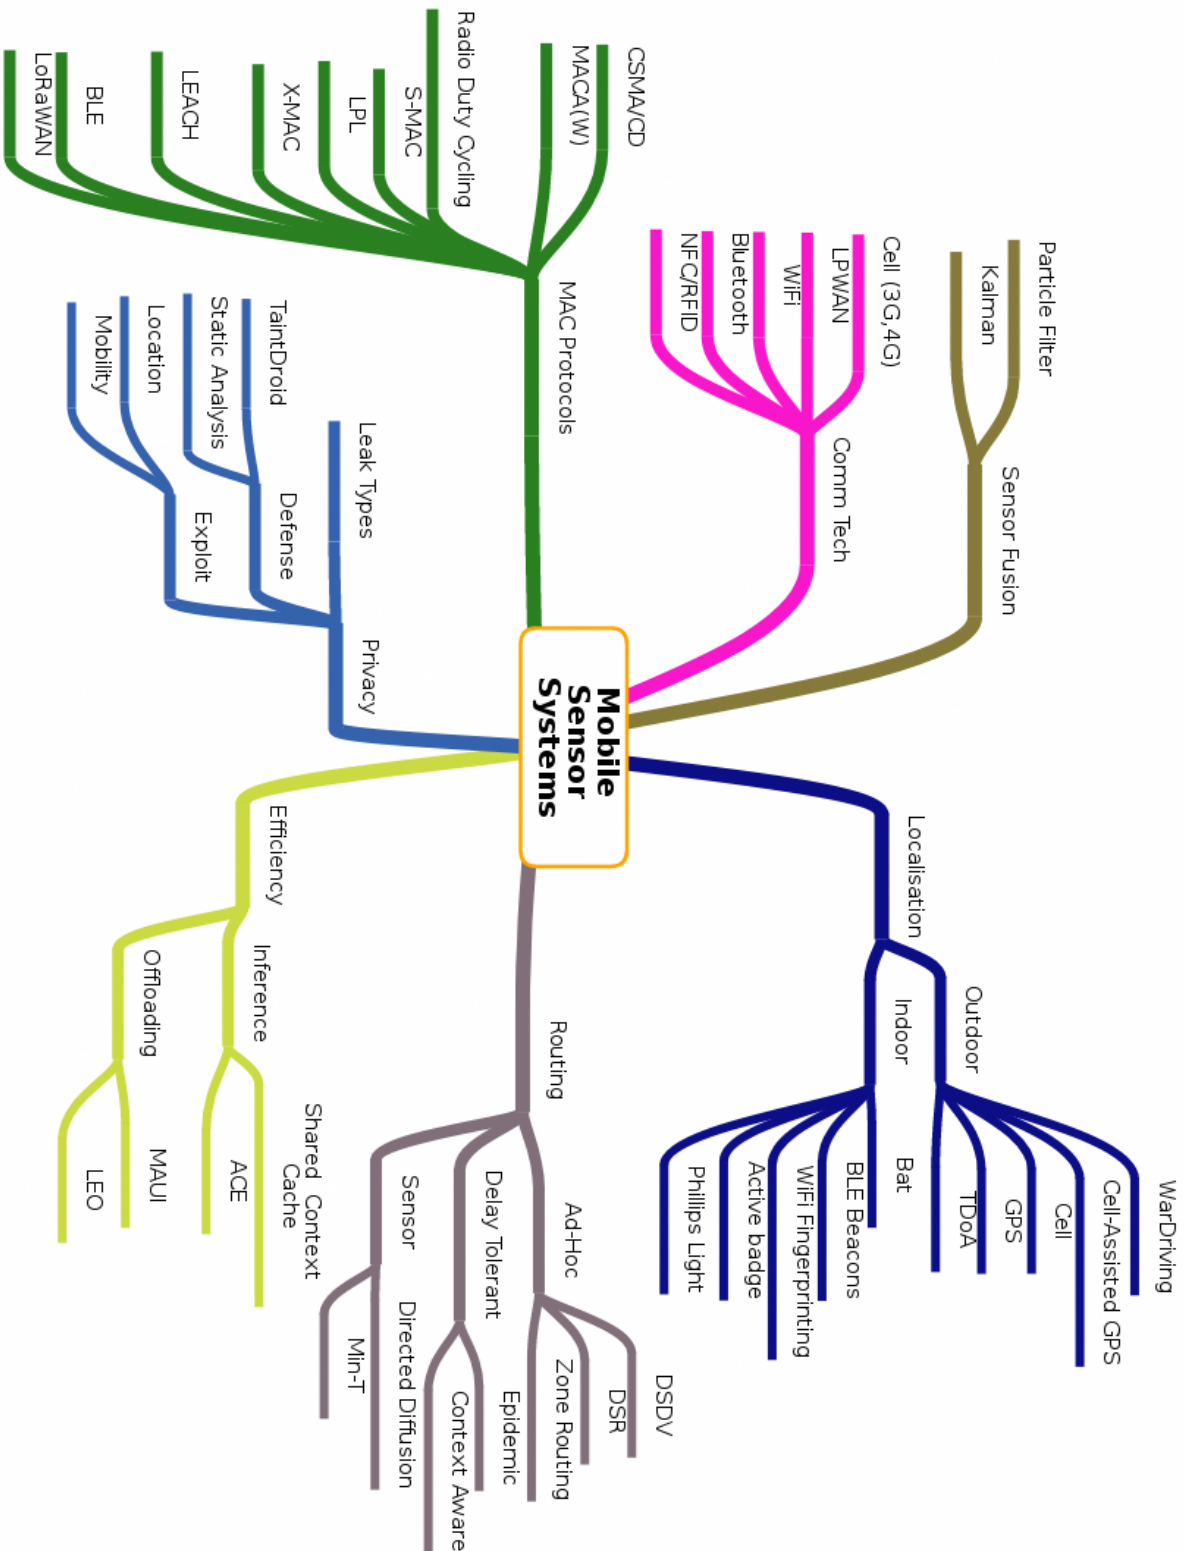 Mobile
Sensor
Systems
Localisation
Outdoor
WarDriving
Cell-Assisted GPS
Cell
GPS
TDoA
Indoor
Bat
BLE Beacons
WiFi Fingerprinting
Active badge
Phillips Light
Routing
Ad-Hoc
DSDV
DSR
Zone Routing
Delay Tolerant
Epidemic
Context Aware
Sensor
Directed Diffusion
Min-T
Efficiency
Inference
Shared Context
Cache
ACE
Offloading
MAUI
LEO
Sensor Fusion
Particle Filter
Kalman
Comm Tech
Cell (3G,4G)
LPWAN
WiFi
Bluetooth
NFC/RFID
MAC Protocols
CSMA/CD
MACA(W)
Radio Duty Cycling
S-MAC
LPL
X-MAC
LEACH
BLE
LoRaWAN
Privacy
Leak Types
Defense
TaintDroid
Static Analysis
Exploit
Location
Mobility